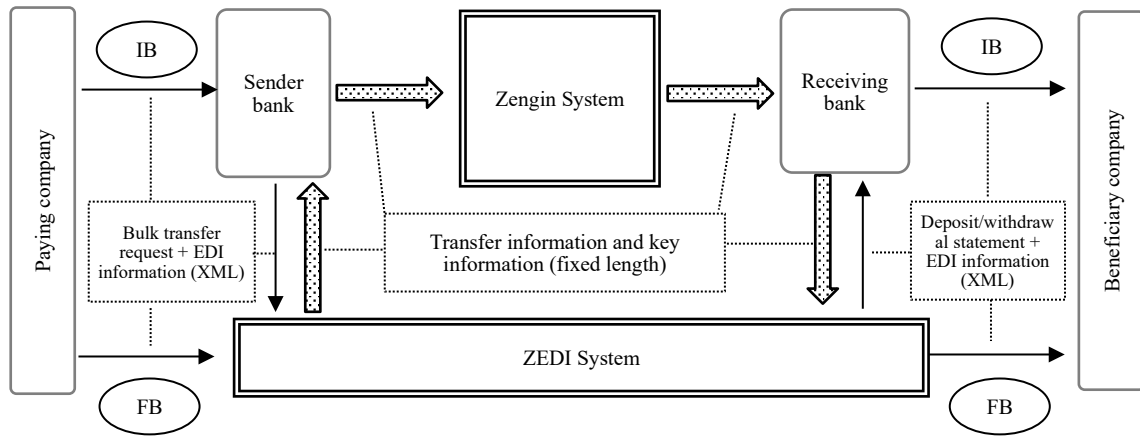 Paying company
IB
Sender
bank
Zengin System
Receiving
bank
IB
Beneficiary company
Bulk transfer
request + EDI
information (XML)
Transfer information and key
information (fixed length)
Deposit/withdraw
al statement +
EDI information
(XML)
ZEDI System
FB
FB